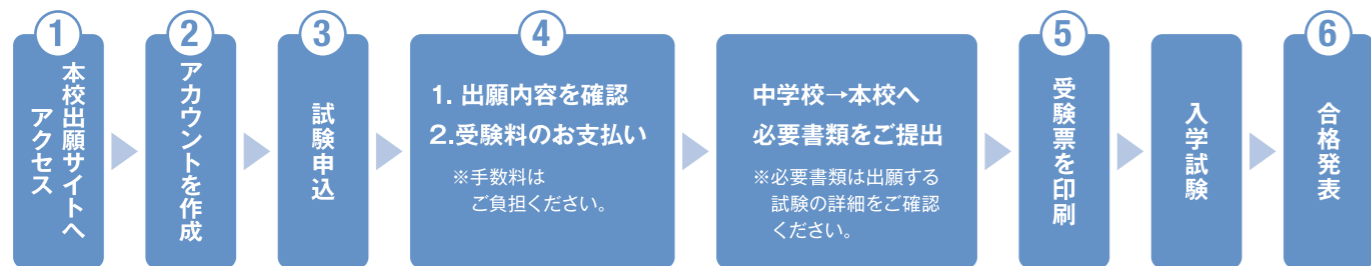 1
本校出願サイトへ
アクセス
2
アカウントを作成
3
試験申込
4
1. 出願内容を確認
2.受験料のお支払い
※手数料は
ご負担ください。
中学校→本校へ
必要書類をご提出
※必要書類は出願する
試験の詳細をご確認
ください。
5
受験票を印刷
入学試験
6
合格発表